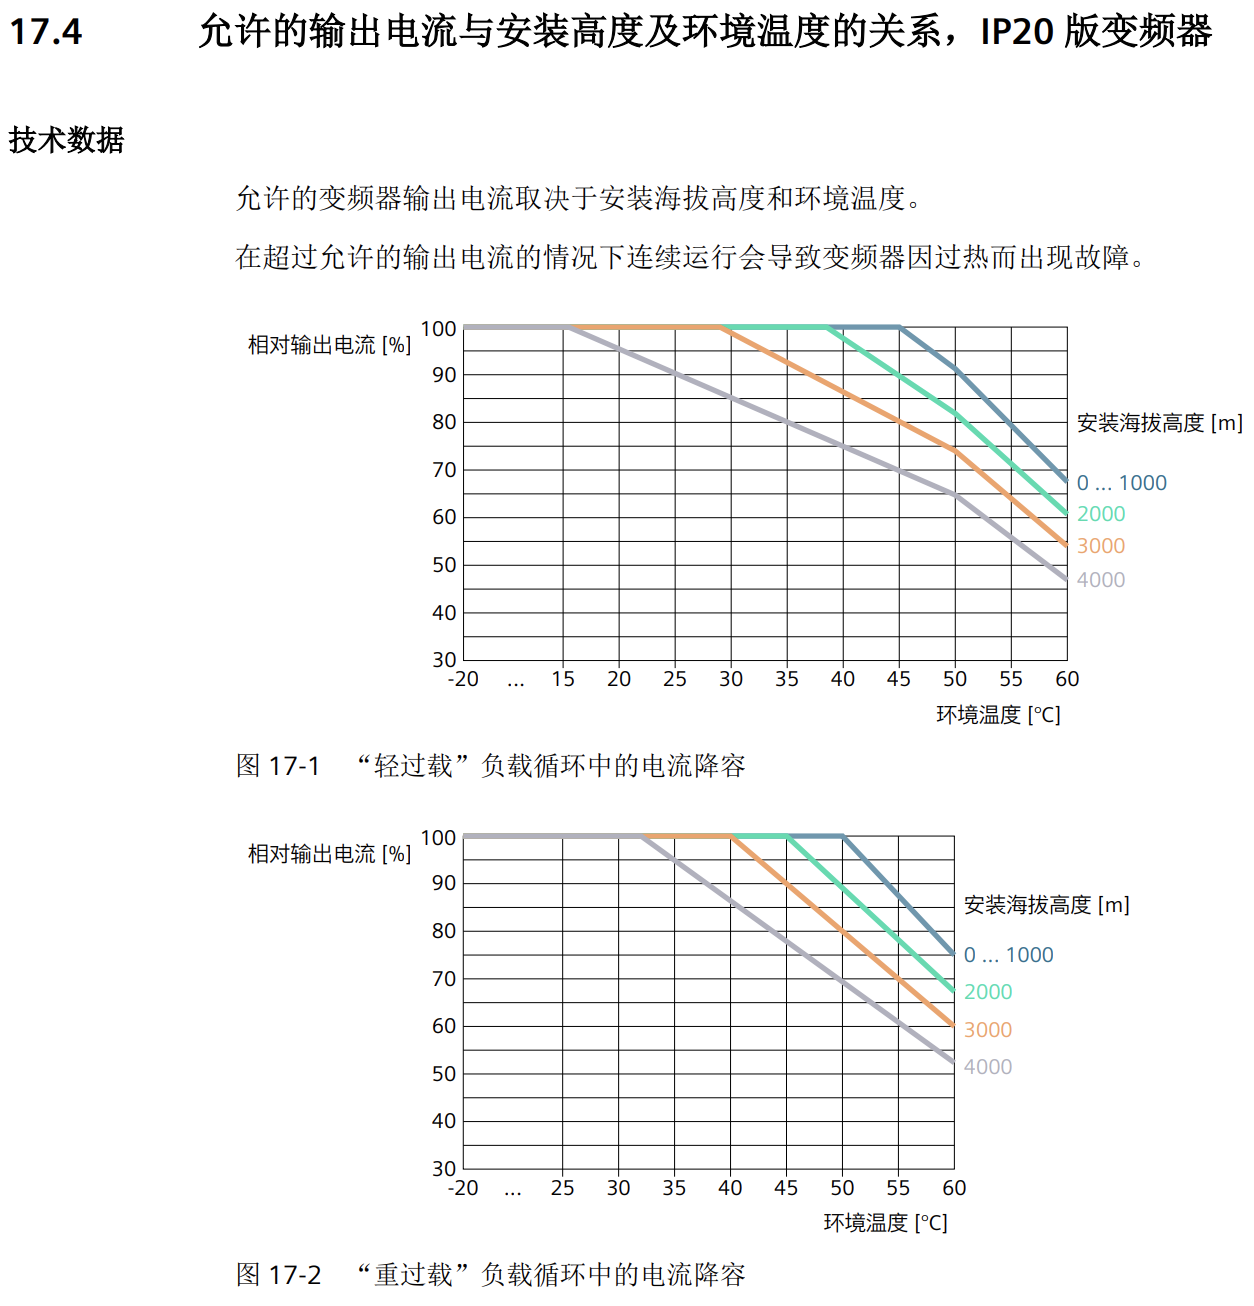 17.4 允许的输出电流与安装高度及环境温度的关系，IP20 版变频器
技术数据
允许的变频器输出电流取决于安装海拔高度和环境温度。
在超过允许的输出电流的情况下连续运行会导致变频器因过热而出现故障。
相对输出电流 [%]
100
90
80
70
60
50
40
30
安装海拔高度 [m]
0 ... 1000
2000
3000
4000
-20 ... 15 20 25 30 35 40 45 50 55 60
环境温度 [°C]
图 17-1 “轻过载”负载循环中的电流降容
相对输出电流 [%]
100
90
80
70
60
50
40
30
安装海拔高度 [m]
0 ... 1000
2000
3000
4000
-20 ... 25 30 35 40 45 50 55 60
环境温度 [°C]
图 17-2 “重过载”负载循环中的电流降容